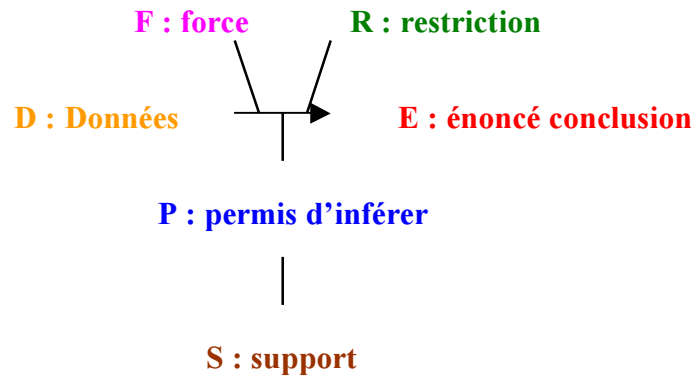 F : force
R : restriction
D : Données
E : énoncé conclusion
P : permis d’inférer
S : support